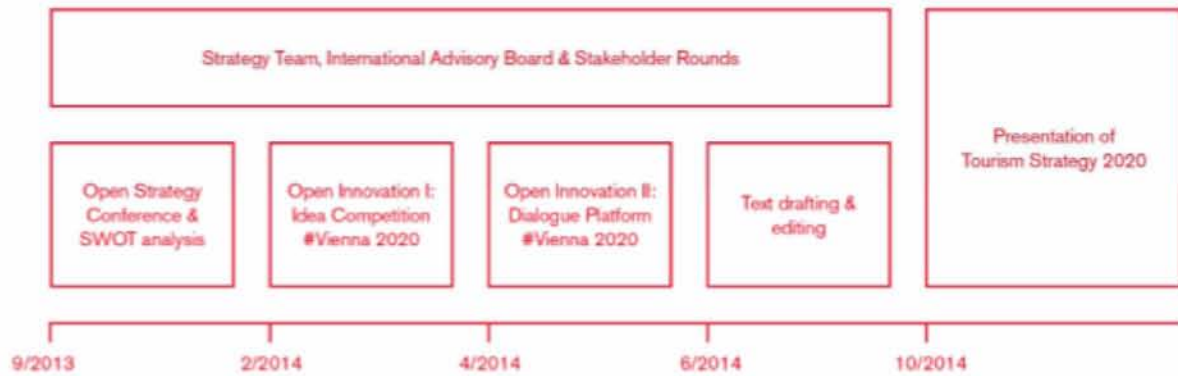 Strategy Team, International Advisory Board & Stakeholder Rounds
Presentation of
Tourism Strategy 2020
Open Strategy
Conference &
SWOT analysis
Open Innovation I:
Idea Competition
#Vienna 2020
Open Innovation II:
Dialogue Platform
#Vienna 2020
Text drafting &
editing
9/2013
2/2014
4/2014
6/2014
10/2014